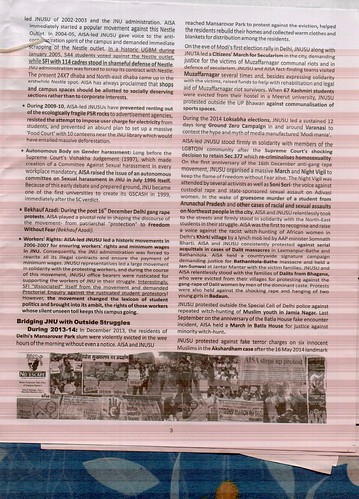 led JNUSU of 2002-2003 and the JNU administration. AISA
immediately started a popular movement against this Nestle
Outlet. In 2004-05, AISA-led JNUSU gave voice to the anti-
communalisation spirit of the campus and demanded immediate
scrapping of the Nestle outlet. In a historic UGBM during
January 2005, 544 students voted against the Nestle outlet,
while SFI with 134 cadres stood in shameful defense of Nestle.
JNU administration was forced to annul its contract with Nestle.
The present 24X7 dhaba and North-east dhaba came up in the
erstwhile Nestle space. AISA has always proclaimed that shops
and campus spaces should be allotted to socially deserving
sections rather than to corporate interests.
• During 2009-10, AISA-led JNUSUs have prevented renting out
of the ecologically fragile PSR rocks to advertisement agencies,
resisted the attempt to impose user charge for electricity from
students, and prevented an absurd plan to set up a massive
"Food Court" with 10 canteens near the JNU library which would
have entailed massive deforestation.
• Autonomous Body on Gender harassment: Long before the
Supreme Court's Vishakha Judgement (1997), which made
creation of a Committee Against Sexual Harassment in every
workplace mandatory, AISA raised the issue of an autonomous
committee on Sexual harassment in JNU in July 1996 itself.
Because of this early debate and prepared ground, JNU became
one of the first universities to create its GSCASH in 1999,
immediately after the SC verdict.
• Bekhauf Azadi: During the post 16th December Delhi gang rape
protests, AISA played a pivotal role in shaping the discourse of
the movement, from patriarchal "protection" to Freedom
Without Fear (Bekhauf Azadi).
• Workers' Rights: AISA-led JNUSU led historic movements in
2006-2007 for ensuring workers' rights and minimum wages
in JNU. Consequently, the JNU administration was forced to
rewrite all its illegal contracts and ensure the payment of
minimum wages. JNUSU representatives led a gherao of the
in solidarity with the protesting workers, and during the course
of this movement, JNUSU office bearers were rusticated for
supporting the workers of JNU in their struggle. Interestingly,
SFI "dissociated" itself from the movement and demanded
Proctorial Enquiry against the rusticated student protestors!
However, the movement changed the lexicon of student
politics and brought into its ambit, the rights of those workers
whose silent unseen toil keeps this campus going.
Bridging JNU with Outside Struggles
During 2013-14: In December 2013, the residents of
Delhi's Mansarovar Park slum were violently evicted in the wee
hours of the morning without even a notice. AISA and JNUSU
reached Mansarovar Park to protest against the eviction, helped
the residents rebuild their homes and collected warm clothes and
blankets for distribution among the residents.
On the eve of Modi's first election rally in Delhi, JNUSU along with
JNUTA led a Citizens' March for Secularism in the city, demanding
justice for the victims of Muzaffarnagar communal riots and in
defence of secularism. JNUSU and AISA fact finding teams visited
Muzaffarnagar several times and, besides expressing solidarity
with the victims, raised funds to help with rehabilitation and legal
aid of Muzaffarnagar riot survivors. When 67 Kashmiri students
were evicted from their hostel in a Meerut university, JNUSU
protested outside the UP Bhawan against communalisation of
sports spaces.
During the 2014 Loksabha elections, JNUSU led a sustained 12
days long Ground Zero Campaign in and around Varanasi to
contest the hype and myth of media manufactured 'Modi-mania'.
AISA-led JNUSU stood firmly in solidarity with members of the
LGBTQH community after the Supreme Court's shocking
decision to retain Sec 377 which re-criminalises homosexuality.
On the first anniversary of the 16th December anti-gang rape
movement, JNUSU organised a massive March and Night Vigil to
keep the flame of Freedom without Fear alive. The Night Vigil was
attended by several activists as well as Soni Sori - the voice against
custodial rape and state-sponsored sexual assault on Adivasi
women. In the wake of gruesome murder of a student from
Arunachal Pradesh and other cases of racial and sexual assault
on Northeast people in the city, AISA and JNUSU relentlessly took
to the streets and firmly stood in solidarity with the North-East
students in their struggle. AISA was the first to recognise and raise
a voice against the racist witch-hunting of African women in
Delhi's Khirki village by a lynch mob led by AAP minister Somnath
Bharti. AISA and JNUSU consistently protested against serial
acquittals in cases of Dalit massacres in Laxmanpur Bathe and
Bathanitola. AISA held a countrywide signature campaign
demanding justice for Bathanitola-Bathe massacre and held a
Jan-Sunwai at Jantar Mantar with the victim families. JNUSU and
AISA relentlessly stood with the families of Dalits from Bhagana,
who were evicted from their villages for protesting against the
gang-rape of Dalit women by men of the dominant caste. Protests
were also held against the shocking rape and hanging of two
young girls in Badaun.
JNUSU protested outside the Special Cell of Delhi police against
repeated witch-hunting of Muslim youth in Jamia Nagar. Last
September on the anniversary of the Batla House fake encounter
incident, AISA held a March in Batla House for justice against
minority witch-hunt.
JNUSU protested against fake terror charges on six innocent
Muslims in the Akshardham case after the 16 May 2014 landmark
3